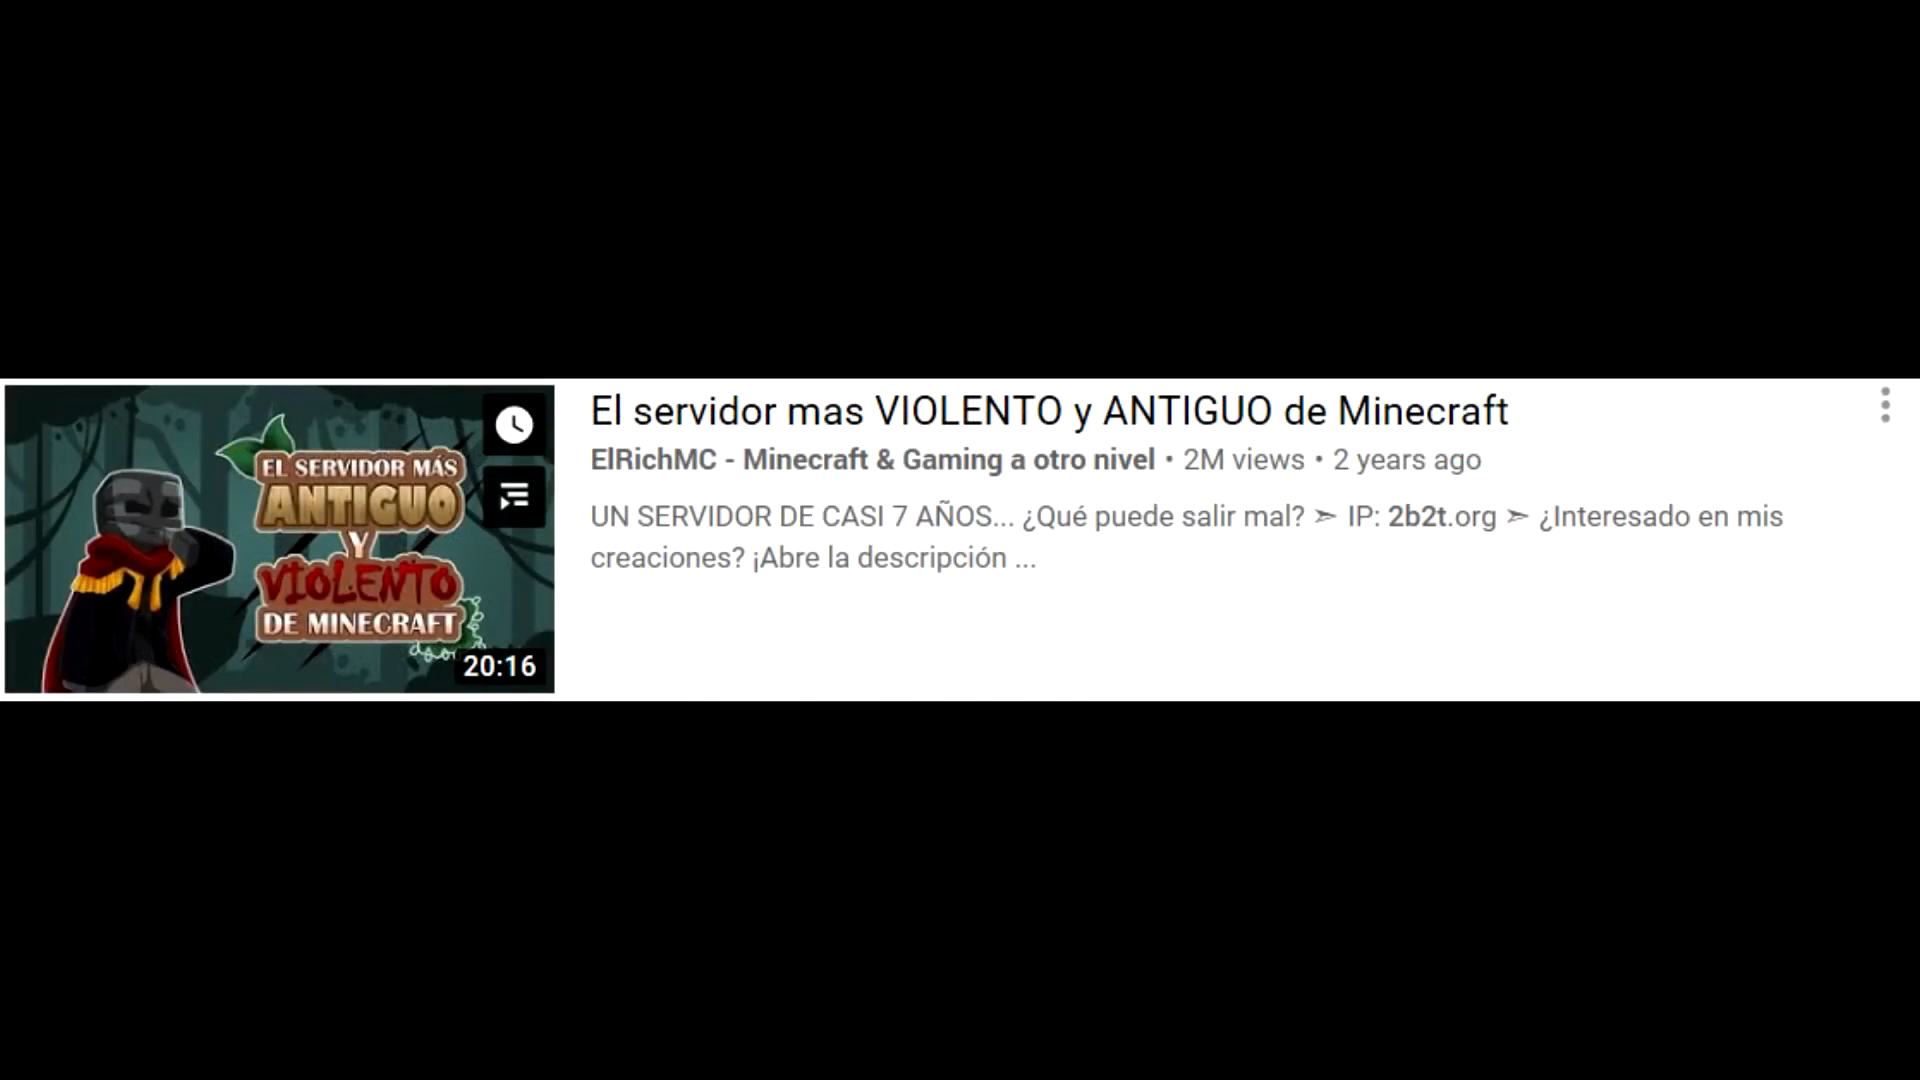 EL SERVIDOR MÁS
ANTIGUO
Y
VIOLENTO
DE MINECRAFT
20:16
El servidor mas VIOLENTO y ANTIGUO de Minecraft
ElRichMC - Minecraft & Gaming a otro nivel • 2M views • 2 years ago
UN SERVIDOR DE CASI 7 AÑOS... ¿Qué puede salir mal? ➣ IP: 2b2t.org ➣ ¿Interesado en mis
creaciones? ¡Abre la descripción ...